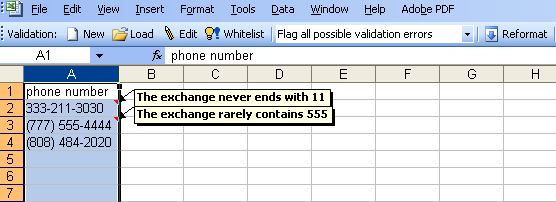 File Edit View Insert Format Tools Data Window Help Adobe PDF
Validation: New Load Edit Whitelist Flag all possible validation errors Reformat
A1 fx phone number
A B C D E F G H
1 phone number
2 333-211-3030 The exchange never ends with 11
3 (777) 555-4444 The exchange rarely contains 555
4 (808) 484-2020
5
6
7